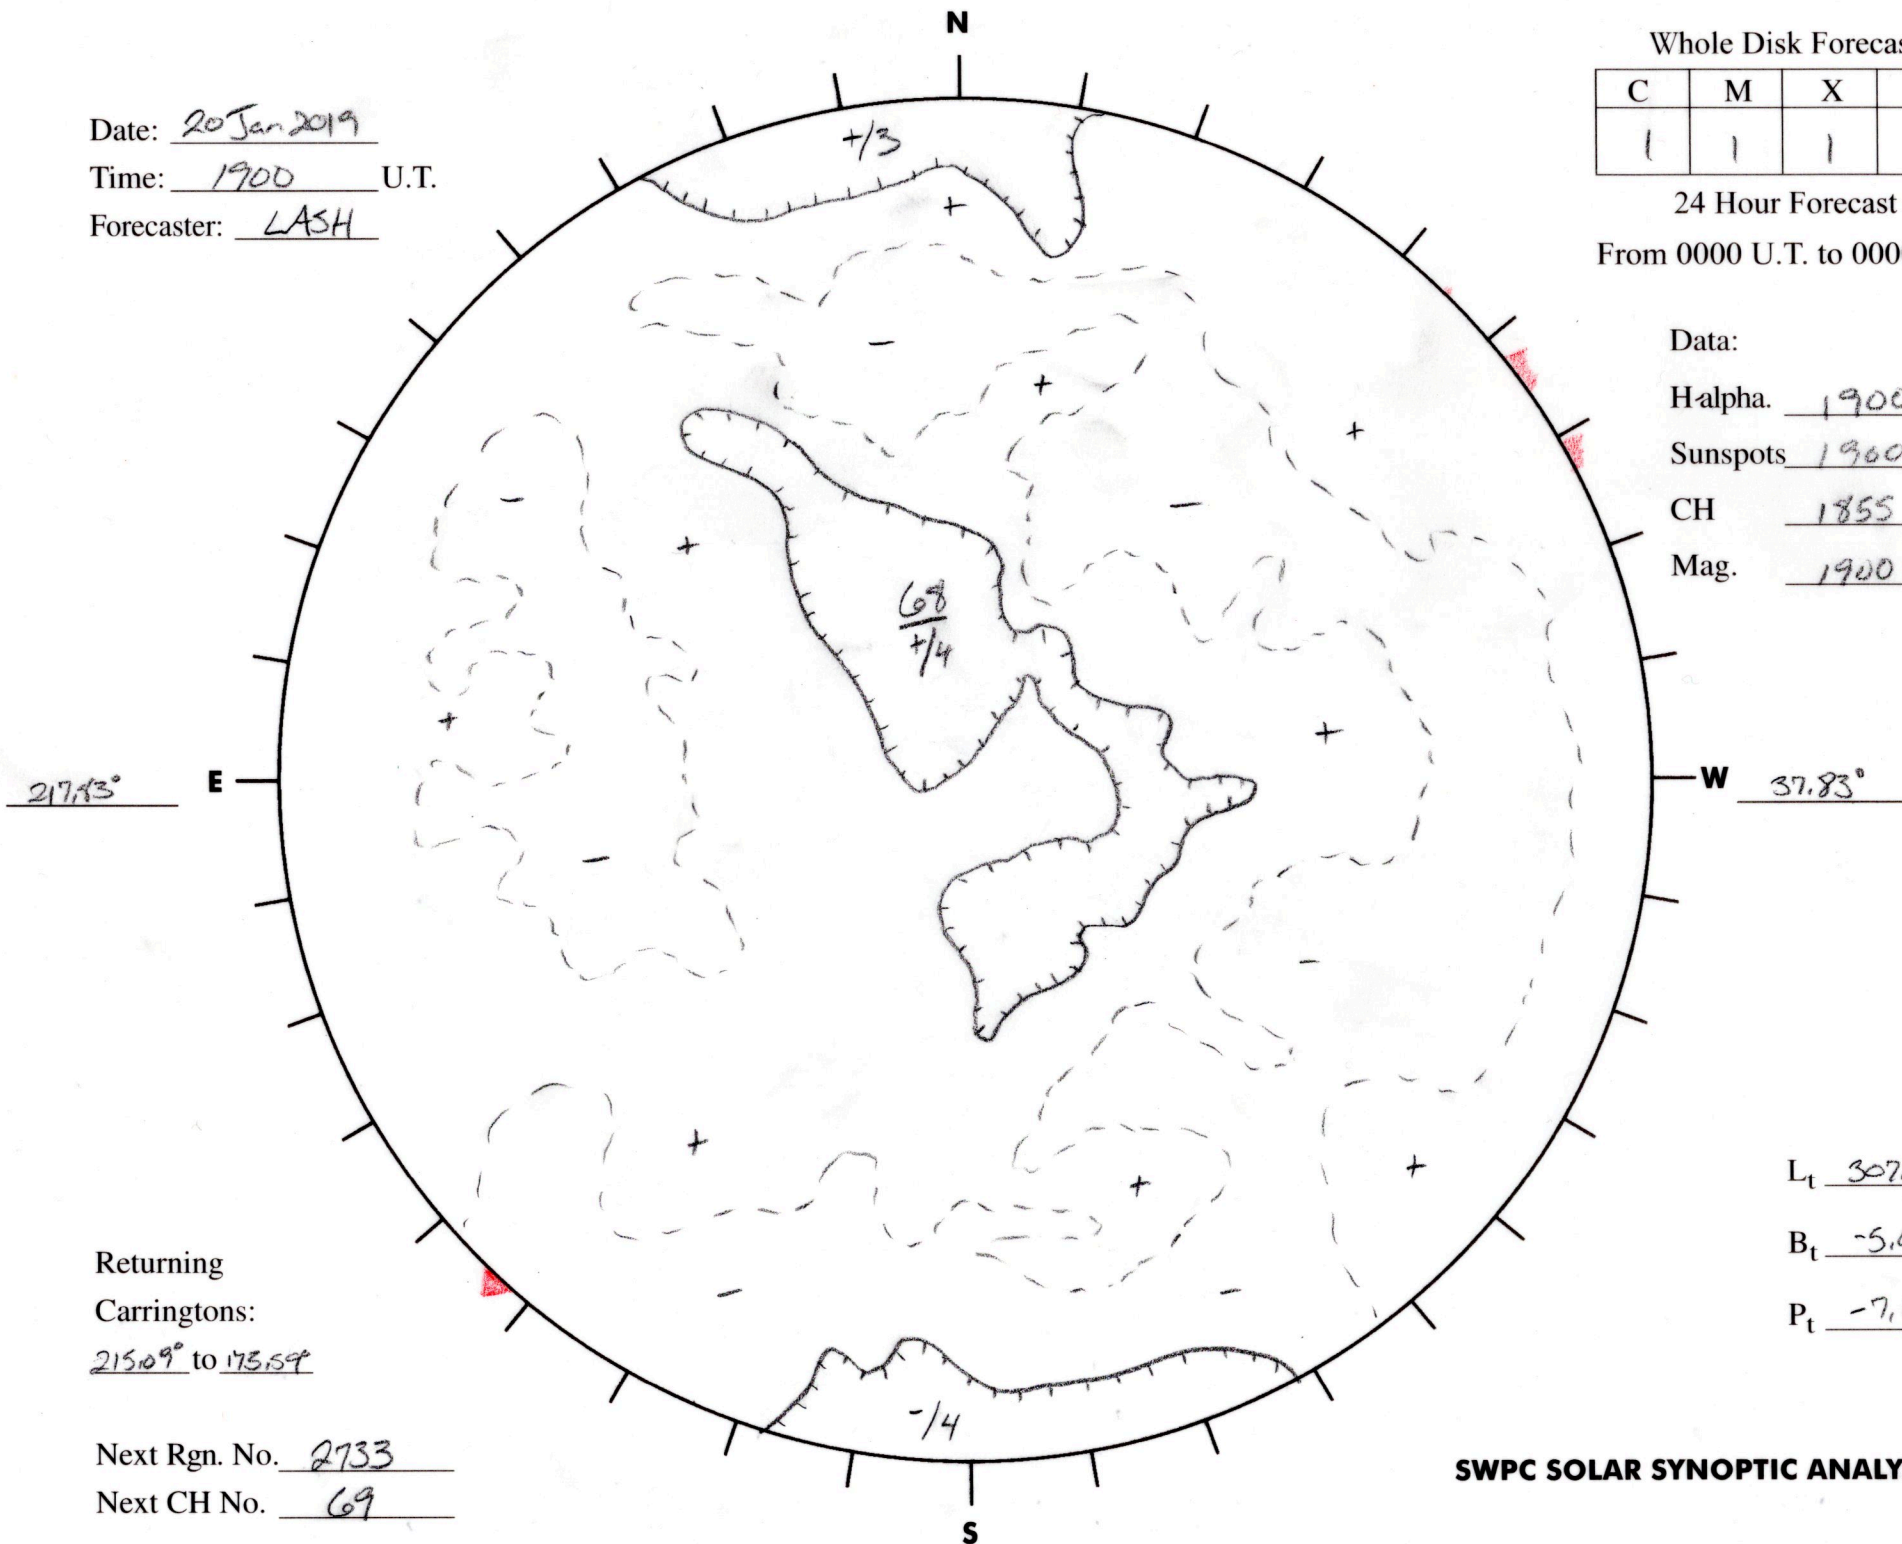 N
Whole Disk Forecas
C M X
1 1 1
24 Hour Forecast
From 0000 U.T. to 000
Date: 20 Jan 2019
Time: 1900 U.T.
Forecaster: LASH
+/3
+
-
+
+
-
-
+
68
+/4
Data:
H-alpha. 1900
Sunspots 1900
CH 1855
Mag. 1900
+
+
217.83° E
W 37.83°
-
-
+
+
+
-
-
-/4
Lt 307.
Bt -5.
Pt -7.
Returning
Carringtons:
215.09° to 173.59°
Next Rgn. No. 2733
Next CH No. 69
SWPC SOLAR SYNOPTIC ANALY
S